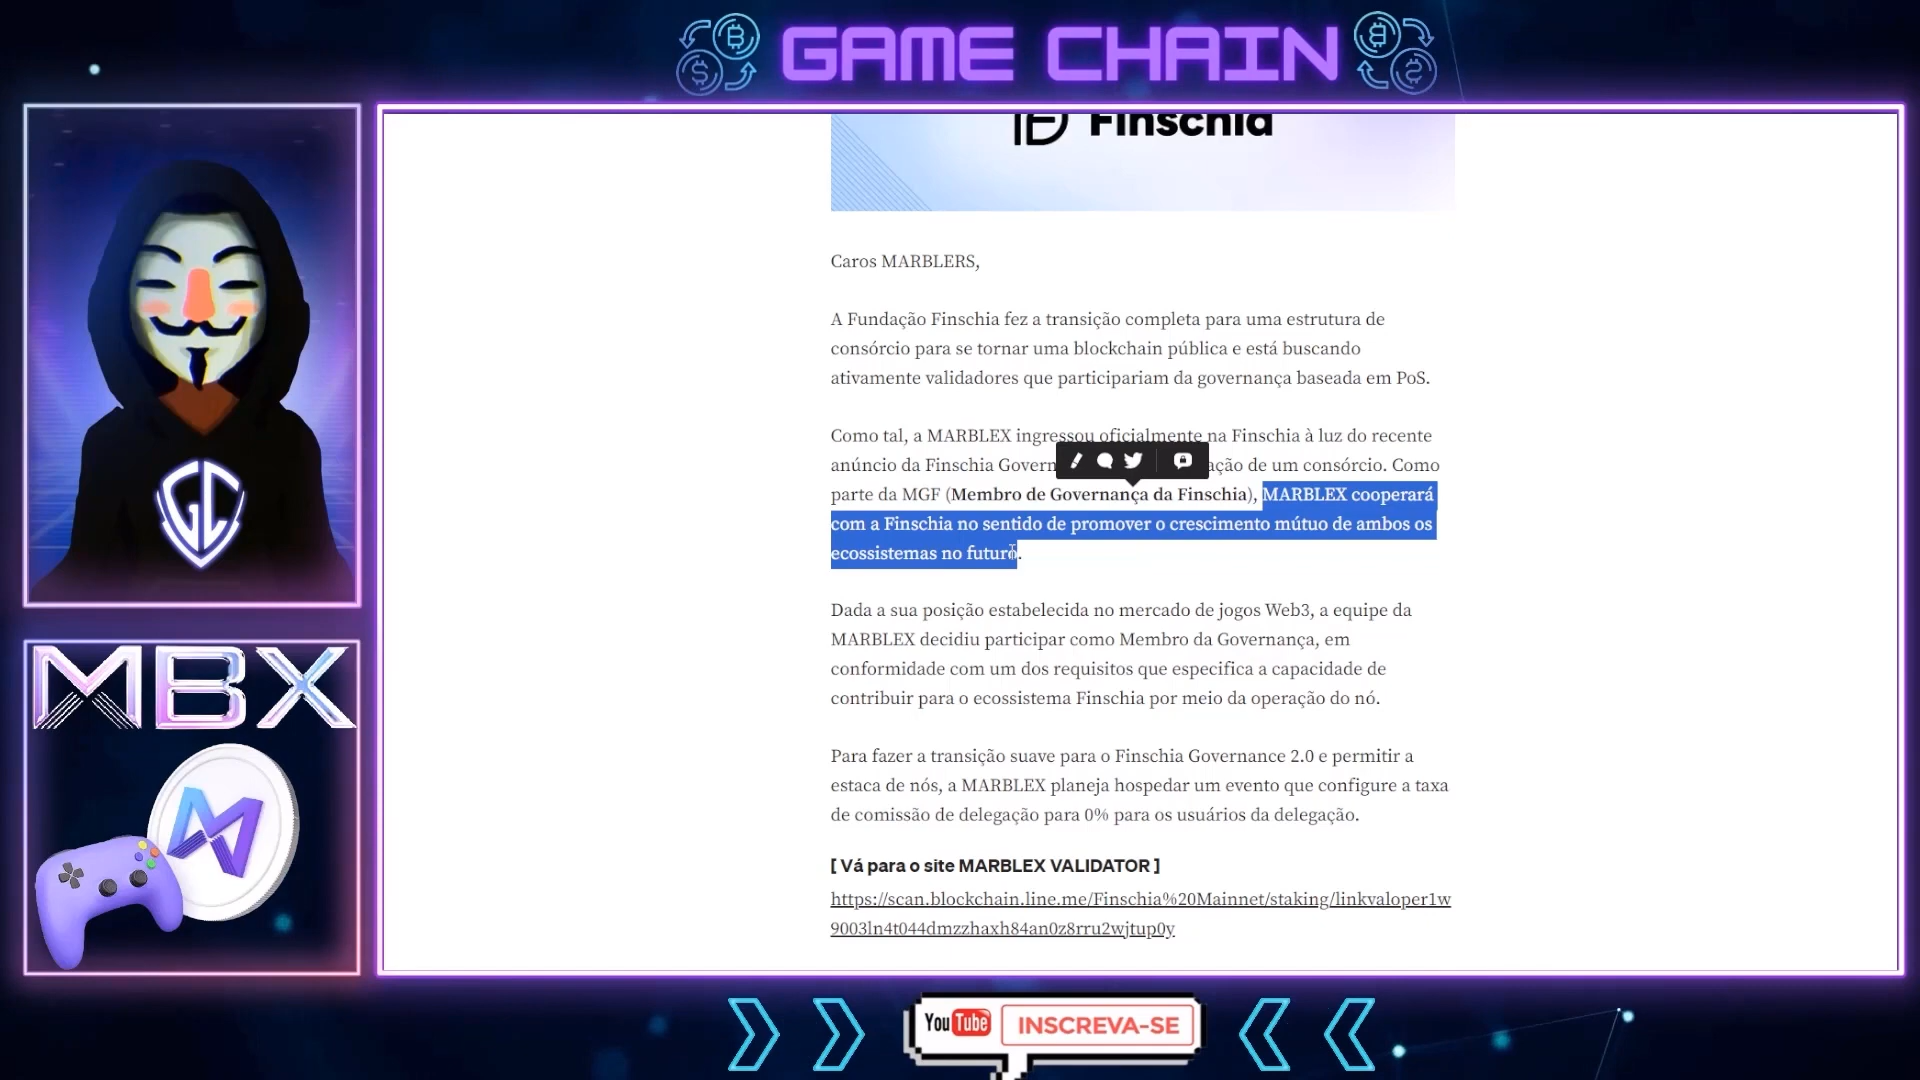 GAME CHAIN
Finschia
Caros MARBLERS,
A Fundação Finschia fez a transição completa para uma estrutura de
consórcio para se tornar uma blockchain pública e está buscando
ativamente validadores que participariam da governança baseada em PoS.
Como tal, a MARBLEX ingressou oficialmente na Finschia à luz do recente
anúncio da Finschia Govern ação de um consórcio. Como
parte da MGF (Membro de Governança da Finschia), MARBLEX cooperará
com a Finschia no sentido de promover o crescimento mútuo de ambos os
ecossistemas no futuro.
Dada a sua posição estabelecida no mercado de jogos Web3, a equipe da
MARBLEX decidiu participar como Membro da Governança, em
conformidade com um dos requisitos que especifica a capacidade de
contribuir para o ecossistema Finschia por meio da operação do nó.
Para fazer a transição suave para o Finschia Governance 2.0 e permitir a
estaca de nós, a MARBLEX planeja hospedar um evento que configure a taxa
de comissão de delegação para 0% para os usuários da delegação.
[ Vá para o site MARBLEX VALIDATOR ]
https://scan.blockchain.line.me/Finschia%20Mainnet/staking/linkvaloper1w
9003ln4t044dmzzhaxh84an0z8rru2wjtup0y
GC
MBX
YouTube INSCREVA-SE